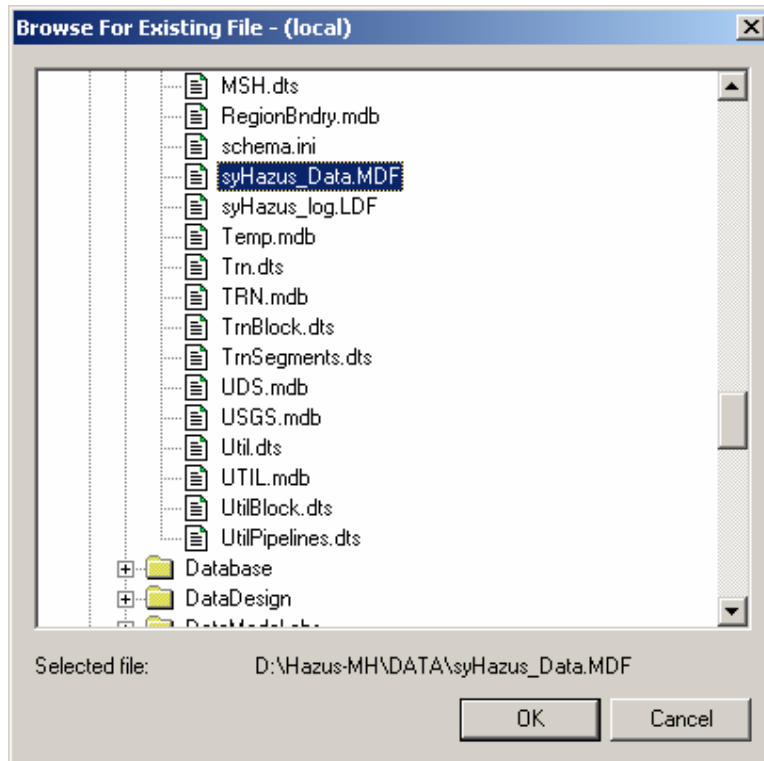 Browse For Existing File - (local)
MSH.dts
RegionBndry.mdb
schema.ini
syHazus_Data.MDF
syHazus_log.LDF
Temp.mdb
Trn.dts
TRN.mdb
TrnBlock.dts
TrnSegments.dts
UDS.mdb
USGS.mdb
Util.dts
UTIL.mdb
UtilBlock.dts
UtilPipelines.dts
Database
DataDesign
Selected file: D:\Hazus-MH\DATA\syHazus_Data.MDF
OK Cancel